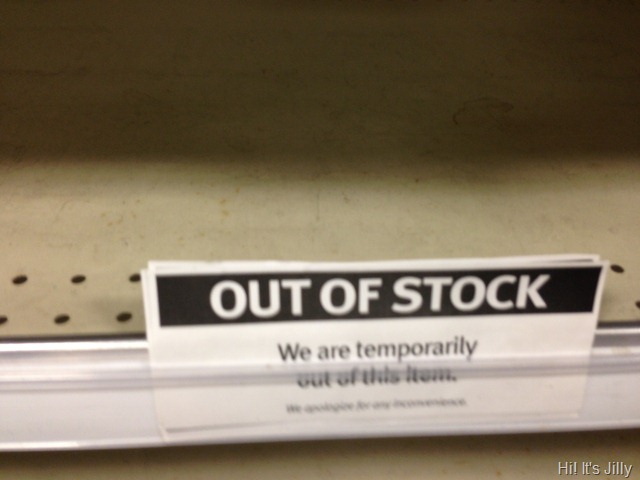 OUT OF STOCK
We are temporarily
out of this item.
We apologize for any inconvenience.
Hi! It's Jilly